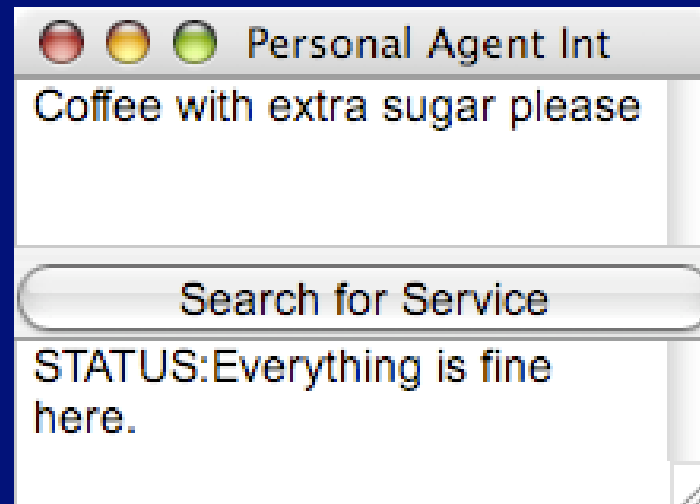 Personal Agent Int
Coffee with extra sugar please
Search for Service
STATUS:Everything is fine
here.